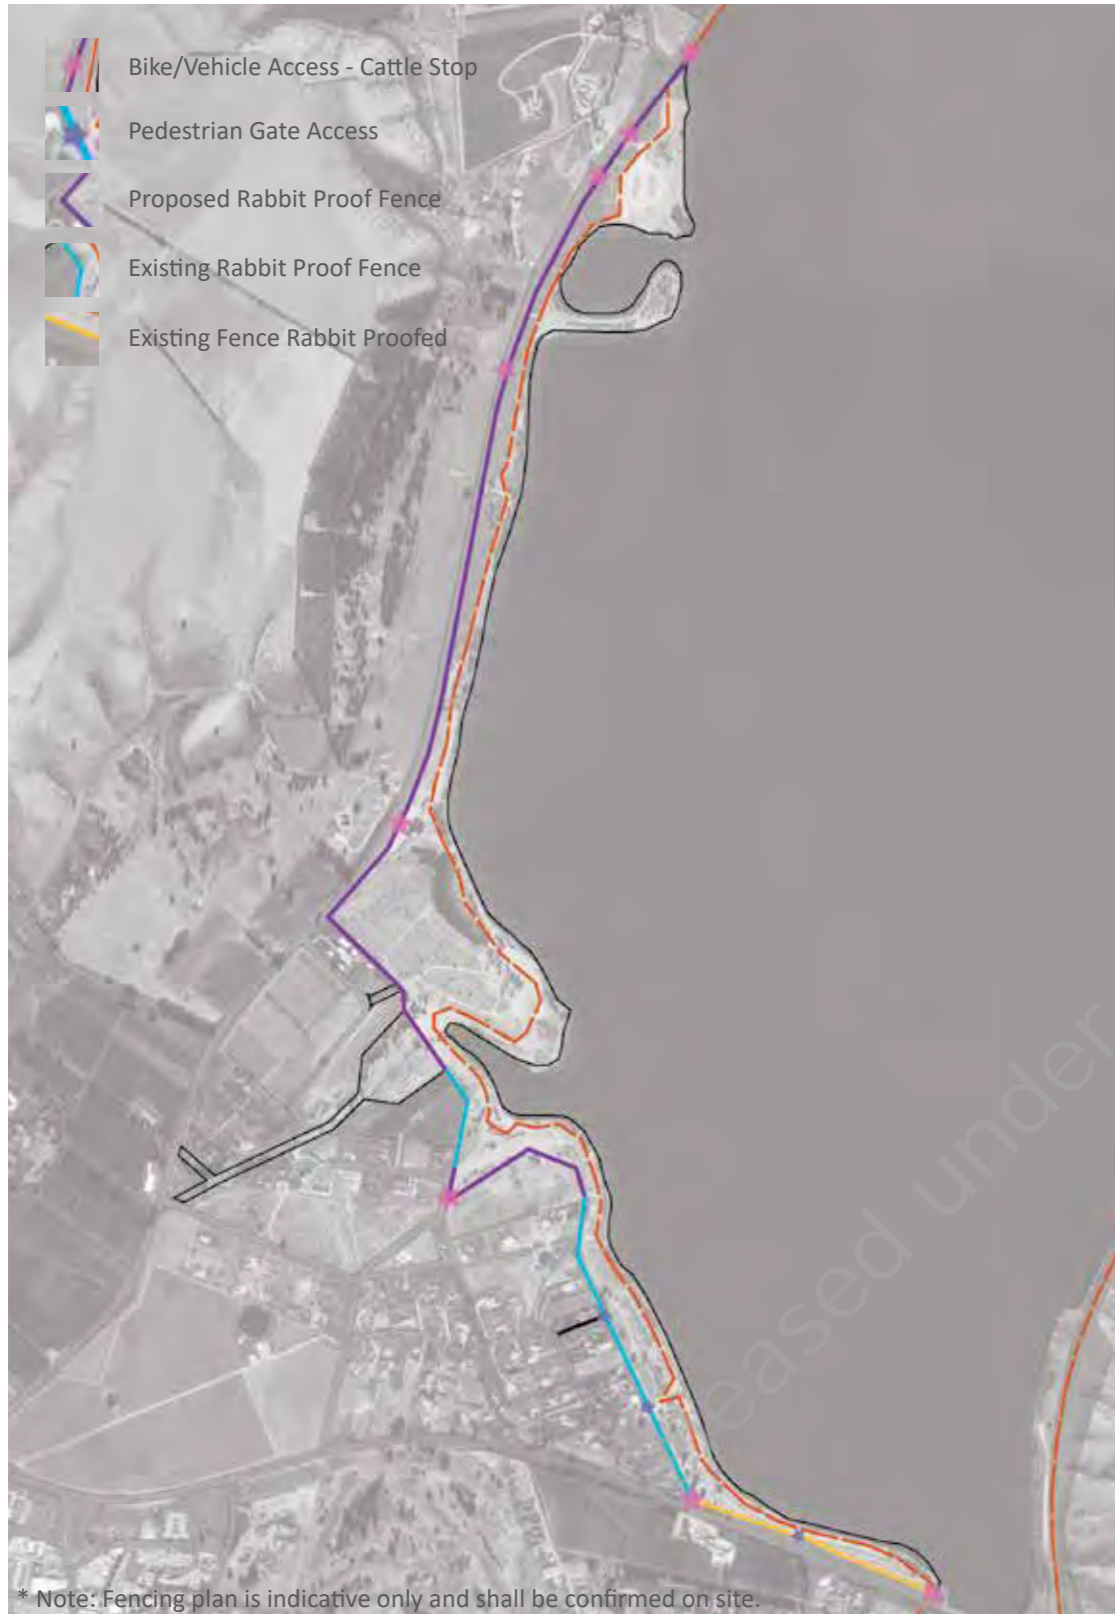 Bike/Vehicle Access - Cattle Stop
Pedestrian Gate Access
Proposed Rabbit Proof Fence
Existing Rabbit Proof Fence
Existing Fence Rabbit Proofed
under
* Note: Fencing plan is indicative only and shall be confirmed on site.